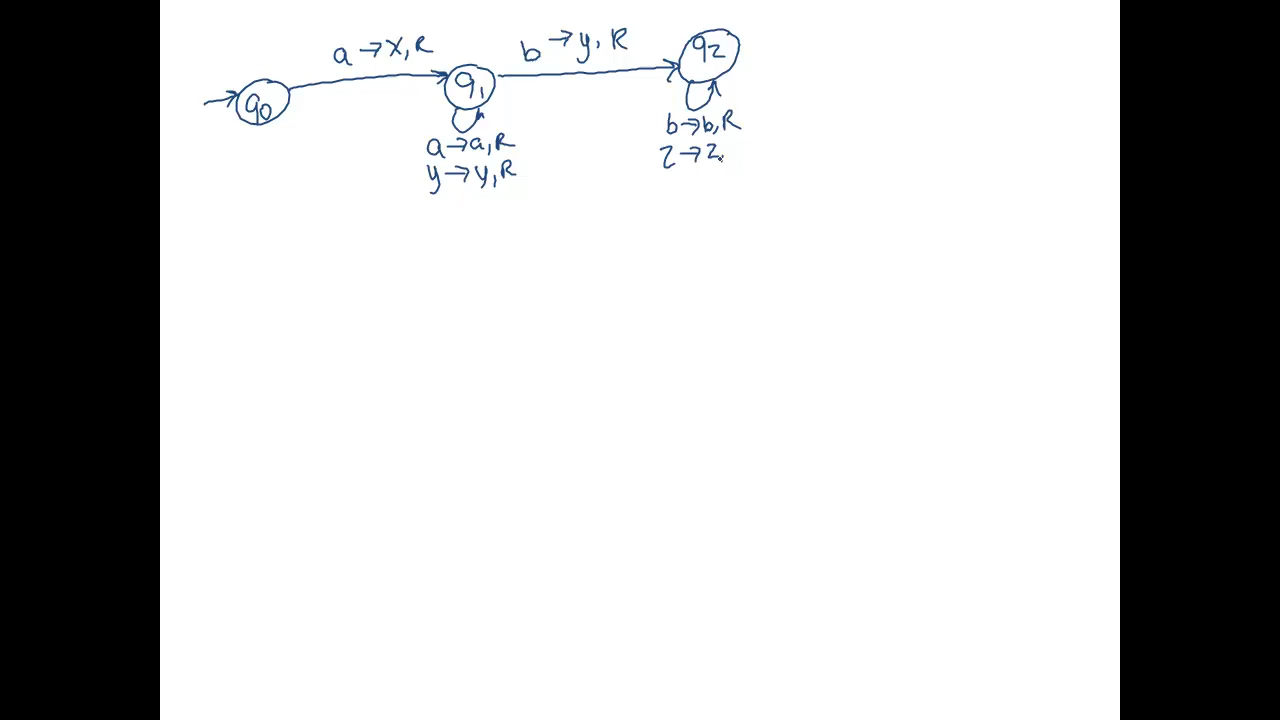 a → x, R
b → y, R
q2
q0
q1
a → a, R
y → y, R
b → b, R
z → z